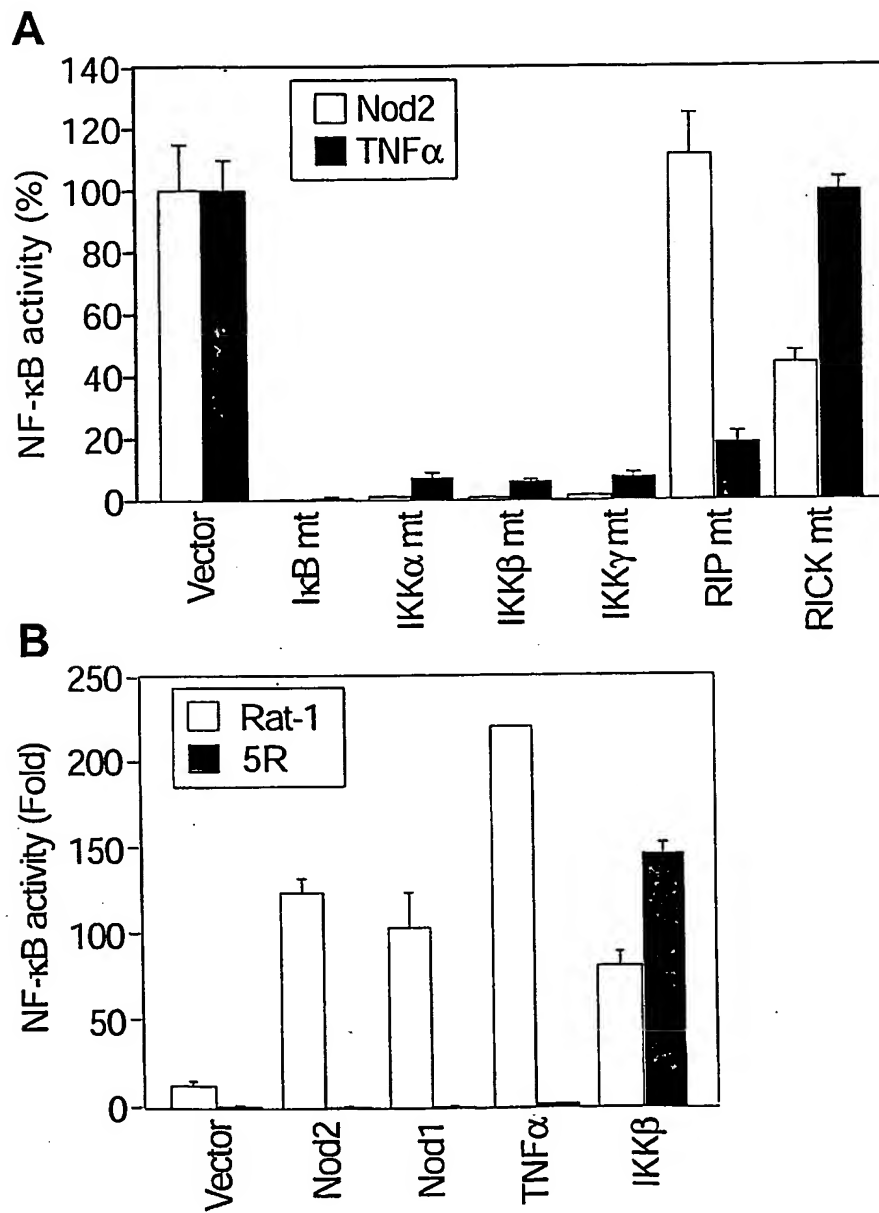 A
NF-κB activity (%)
140
120
100
80
60
40
20
0
Nod2
TNFα
Vector
IκB mt
IKKα mt
IKKβ mt
IKKγ mt
RIP mt
RICK mt
B
NF-κB activity (Fold)
250
200
150
100
50
0
Rat-1
5R
Vector
Nod2
Nod1
TNFα
IKKβ